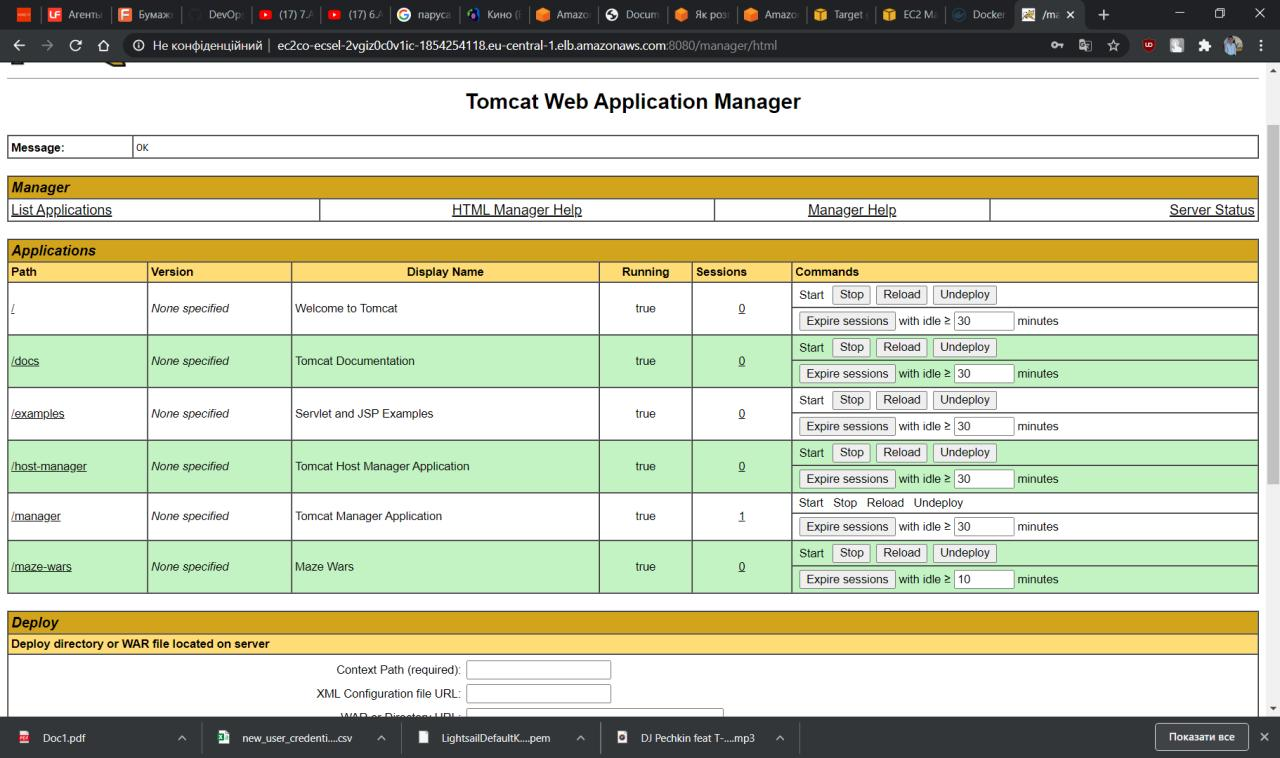 Агенты
Бумажн
DevOp
(17) 7.
(17) 6.
паруса
Кино (
Amazo
Docum
Як роз
Amazo
Target
EC2 Ma
Docker
/ma
Не конфіденційний | ec2co-ecsel-2vgiz0c0v1ic-1854254118.eu-central-1.elb.amazonaws.com:8080/manager/html
Tomcat Web Application Manager
Message: OK
Manager
List Applications HTML Manager Help Manager Help Server Status
Applications
Path Version Display Name Running Sessions Commands
/ None specified Welcome to Tomcat true 0 Start Stop Reload Undeploy
Expire sessions with idle ≥ 30 minutes
/docs None specified Tomcat Documentation true 0 Start Stop Reload Undeploy
Expire sessions with idle ≥ 30 minutes
/examples None specified Servlet and JSP Examples true 0 Start Stop Reload Undeploy
Expire sessions with idle ≥ 30 minutes
/host-manager None specified Tomcat Host Manager Application true 0 Start Stop Reload Undeploy
Expire sessions with idle ≥ 30 minutes
/manager None specified Tomcat Manager Application true 1 Start Stop Reload Undeploy
Expire sessions with idle ≥ 30 minutes
/maze-wars None specified Maze Wars true 0 Start Stop Reload Undeploy
Expire sessions with idle ≥ 10 minutes
Deploy
Deploy directory or WAR file located on server
Context Path (required):
XML Configuration file URL:
WAR or Directory URL:
Doc1.pdf new_user_credenti....csv LightsailDefaultK....pem DJ Pechkin feat T-....mp3 Показати все